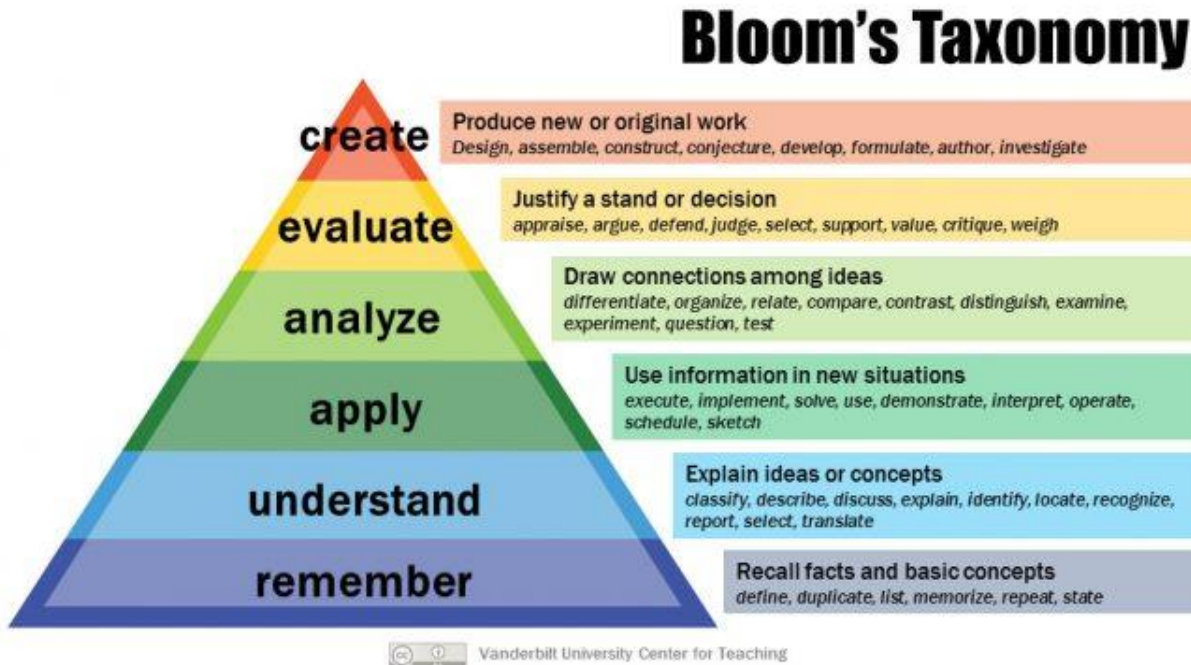 Bloom's Taxonomy
create
Produce new or original work
Design, assemble, construct, conjecture, develop, formulate, author, investigate
evaluate
Justify a stand or decision
appraise, argue, defend, judge, select, support, value, critique, weigh
analyze
Draw connections among ideas
differentiate, organize, relate, compare, contrast, distinguish, examine,
experiment, question, test
apply
Use information in new situations
execute, implement, solve, use, demonstrate, interpret, operate,
schedule, sketch
understand
Explain ideas or concepts
classify, describe, discuss, explain, identify, locate, recognize,
report, select, translate
remember
Recall facts and basic concepts
define, duplicate, list, memorize, repeat, state
cc Vanderbilt University Center for Teaching